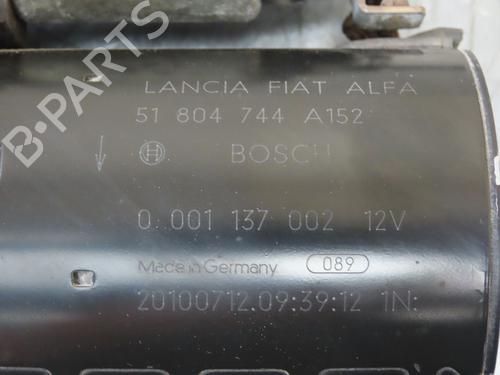 LANCIA FIAT ALFA
51 804 744 A152
BOSCH
0 001 137 002 12V
Made in Germany 089
20100712.09:39:12 1N: